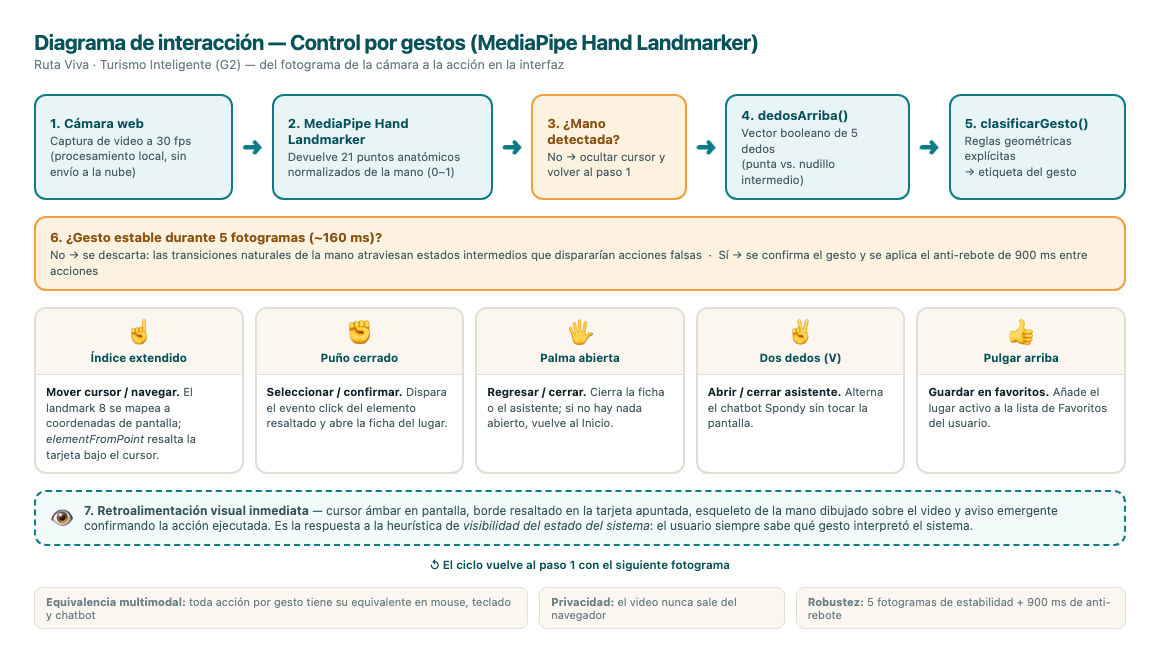 Diagrama de interacción — Control por gestos (MediaPipe Hand Landmarker)
Ruta Viva · Turismo Inteligente (G2) — del fotograma de la cámara a la acción en la interfaz
1. Cámara web
Captura de video a 30 fps
(procesamiento local, sin
envío a la nube)
➜
2. MediaPipe Hand
Landmarker
Devuelve 21 puntos anatómicos
normalizados de la mano (0–1)
➜
3. ¿Mano
detectada?
No → ocultar cursor y
volver al paso 1
➜
4. dedosArriba()
Vector booleano de 5
dedos
(punta vs. nudillo
intermedio)
➜
5. clasificarGesto()
Reglas geométricas
explícitas
→ etiqueta del gesto
6. ¿Gesto estable durante 5 fotogramas (~160 ms)?
No → se descarta: las transiciones naturales de la mano atraviesan estados intermedios que dispararían acciones falsas · Sí → se confirma el gesto y se aplica el anti-rebote de 900 ms entre
acciones
Índice extendido
Mover cursor / navegar. El
landmark 8 se mapea a
coordenadas de pantalla;
elementFromPoint resalta la
tarjeta bajo el cursor.
Puño cerrado
Seleccionar / confirmar. Dispara
el evento click del elemento
resaltado y abre la ficha del lugar.
Palma abierta
Regresar / cerrar. Cierra la ficha
o el asistente; si no hay nada
abierto, vuelve al Inicio.
Dos dedos (V)
Abrir / cerrar asistente. Alterna
el chatbot Spondy sin tocar la
pantalla.
Pulgar arriba
Guardar en favoritos. Añade el
lugar activo a la lista de Favoritos
del usuario.
7. Retroalimentación visual inmediata — cursor ámbar en pantalla, borde resaltado en la tarjeta apuntada, esqueleto de la mano dibujado sobre el video y aviso emergente
confirmando la acción ejecutada. Es la respuesta a la heurística de visibilidad del estado del sistema: el usuario siempre sabe qué gesto interpretó el sistema.
↺ El ciclo vuelve al paso 1 con el siguiente fotograma
Equivalencia multimodal: toda acción por gesto tiene su equivalente en mouse, teclado
y chatbot
Privacidad: el video nunca sale del
navegador
Robustez: 5 fotogramas de estabilidad + 900 ms de anti-
rebote